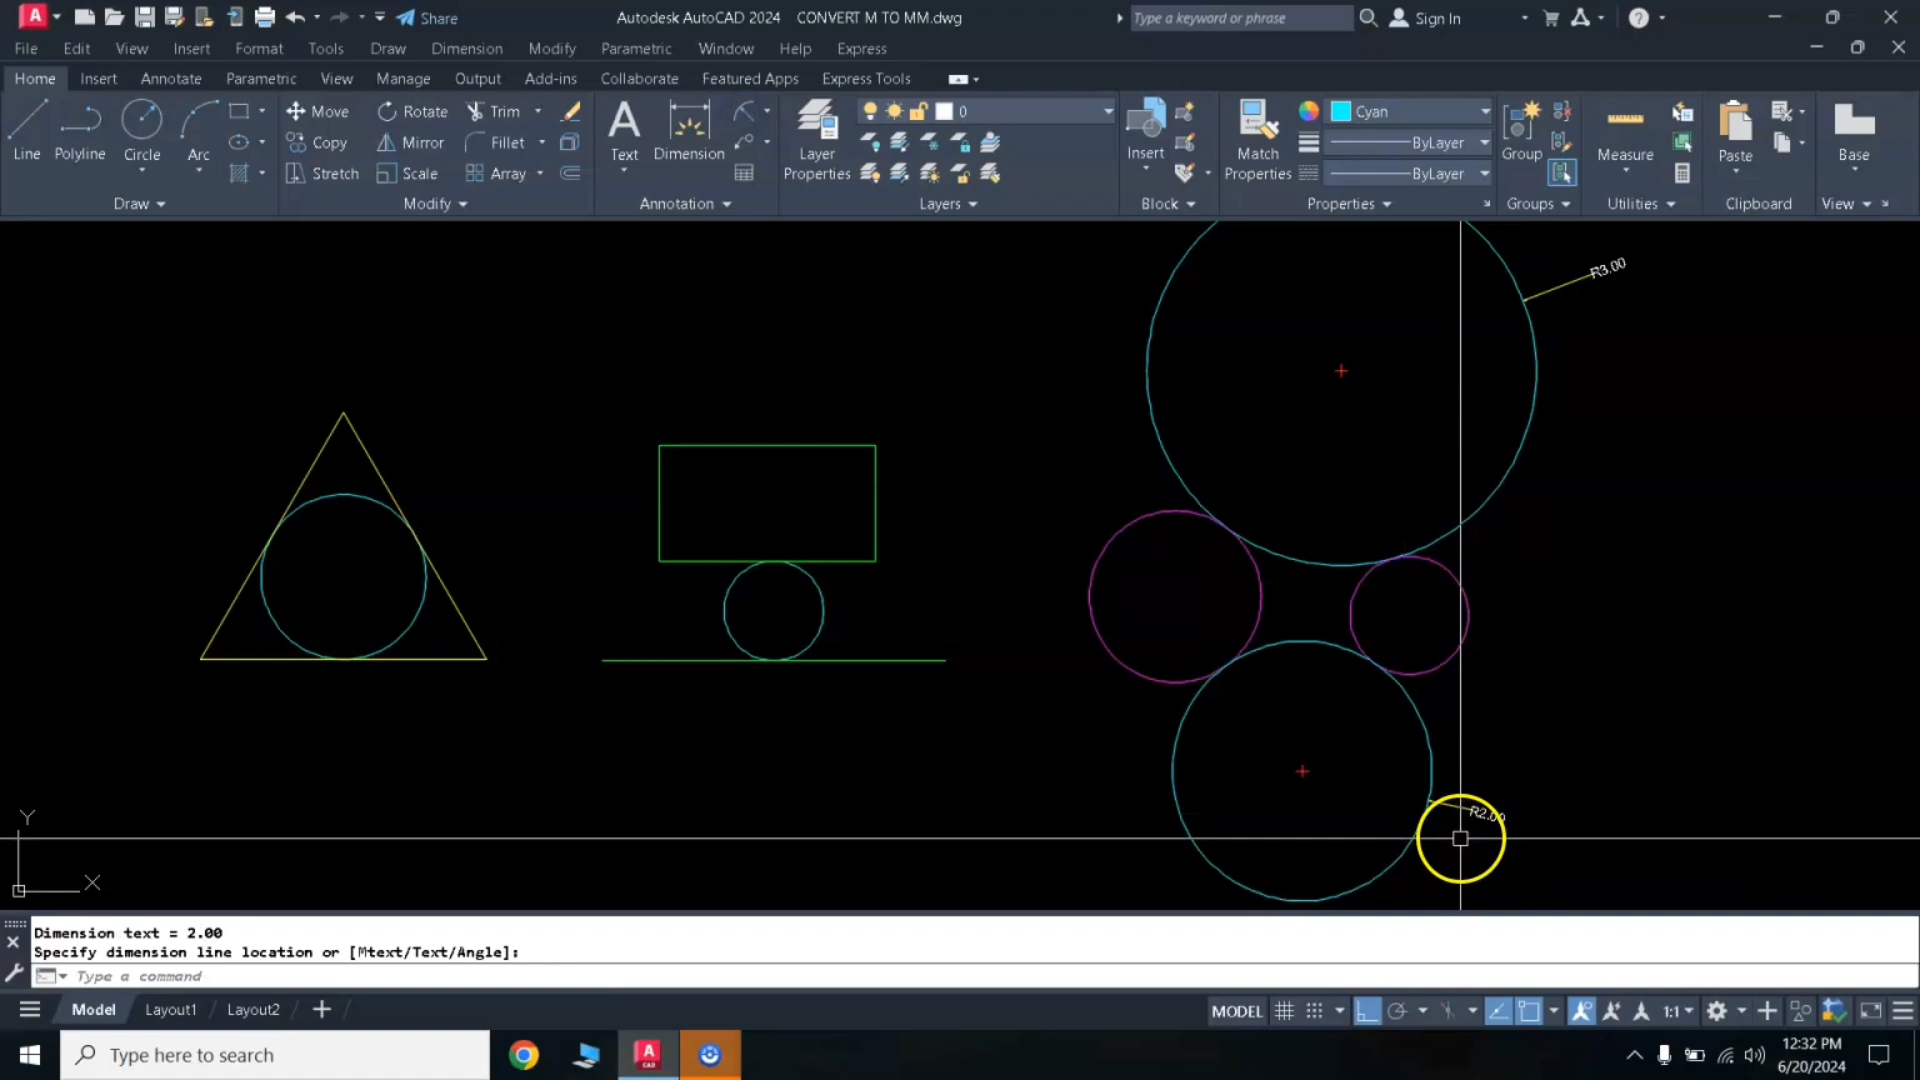 Share
Autodesk AutoCAD 2024 CONVERT M TO MM.dwg
Type a keyword or phrase
Sign In
File Edit View Insert Format Tools Draw Dimension Modify Parametric Window Help Express
Home Insert Annotate Parametric View Manage Output Add-ins Collaborate Featured Apps Express Tools
Line Polyline Circle Arc
Draw
Move Rotate Trim
Copy Mirror Fillet
Stretch Scale Array
Modify
Text Dimension
Annotation
Layer Properties
0
Layers
Insert
Block
Match Properties
Cyan
ByLayer
ByLayer
Properties
Group
Groups
Measure
Utilities
Paste
Clipboard
Base
View
R3.00
R2.00
Y
X
Dimension text = 2.00
Specify dimension line location or [Mtext/Text/Angle]:
Type a command
Model Layout1 Layout2
MODEL
1:1
Type here to search
A CAD
12:32 PM
6/20/2024